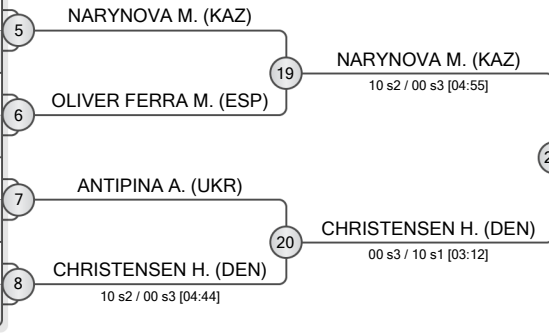 NARYNOVA M. (KAZ)
5
19
NARYNOVA M. (KAZ)
10 s2 / 00 s3 [04:55]
OLIVER FERRA M. (ESP)
6
ANTIPINA A. (UKR)
7
20
CHRISTENSEN H. (DEN)
00 s3 / 10 s1 [03:12]
CHRISTENSEN H. (DEN)
8
10 s2 / 00 s3 [04:44]